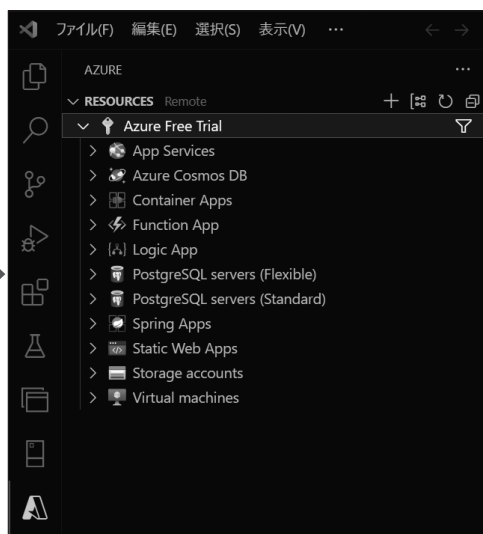 ファイル(F) 編集(E) 選択(S) 表示(V) ···
AZURE
RESOURCES Remote
Azure Free Trial
App Services
Azure Cosmos DB
Container Apps
Function App
Logic App
PostgreSQL servers (Flexible)
PostgreSQL servers (Standard)
Spring Apps
Static Web Apps
Storage accounts
Virtual machines